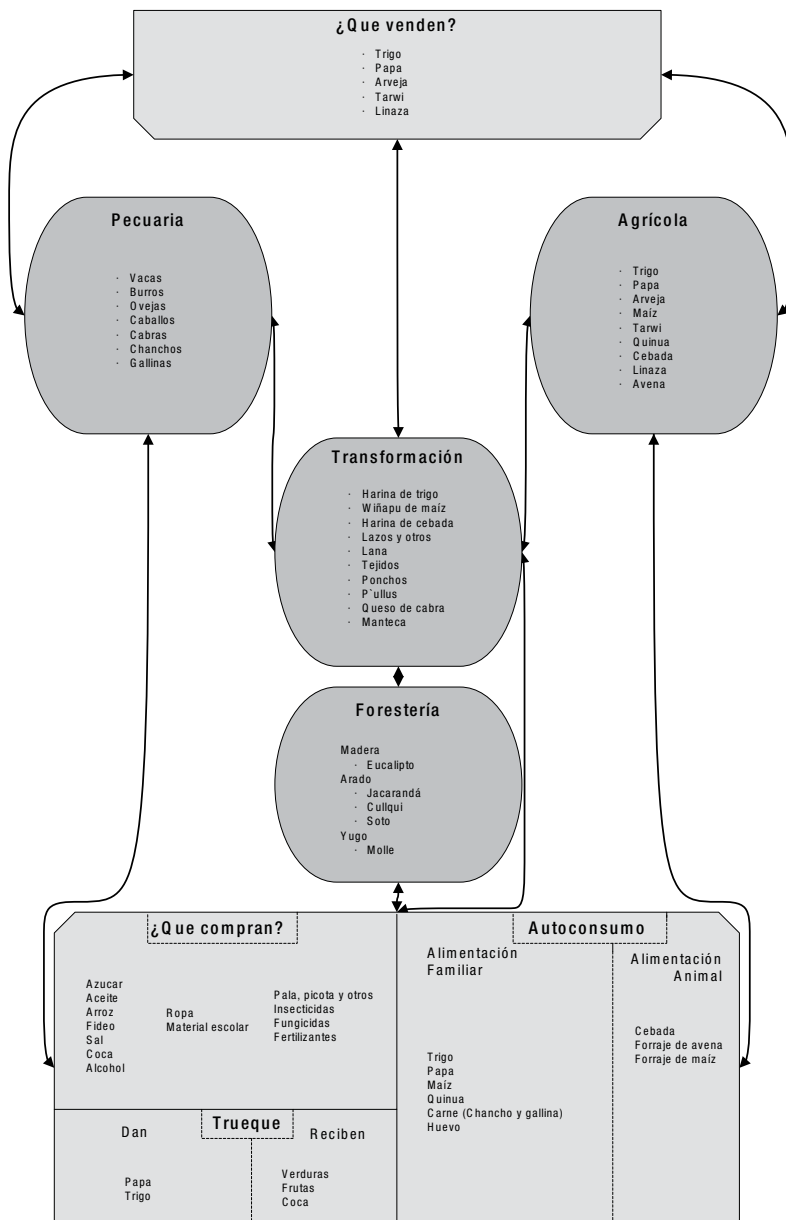 ¿Que venden?
· Trigo
· Papa
· Arveja
· Tarwi
· Linaza
Pecuaria
· Vacas
· Burros
· Ovejas
· Caballos
· Cabras
· Chanchos
· Gallinas
Agrícola
· Trigo
· Papa
· Arveja
· Maíz
· Tarwi
· Quinua
· Cebada
· Linaza
· Avena
Transformación
· Harina de trigo
· Wiñapu de maíz
· Harina de cebada
· Lazos y otros
· Lana
· Tejidos
· Ponchos
· P`ullus
· Queso de cabra
· Manteca
Forestería
Madera
· Eucalipto
Arado
· Jacarandá
· Cullqui
· Soto
Yugo
· Molle
¿Que compran?
Azucar
Aceite
Arroz
Fideo
Sal
Coca
Alcohol
Ropa
Material escolar
Pala, picota y otros
Insecticidas
Fungicidas
Fertilizantes
Trueque
Dan
Papa
Trigo
Reciben
Verduras
Frutas
Coca
Autoconsumo
Alimentación
Familiar
Trigo
Papa
Maíz
Quinua
Carne (Chancho y gallina)
Huevo
Alimentación
Animal
Cebada
Forraje de avena
Forraje de maíz